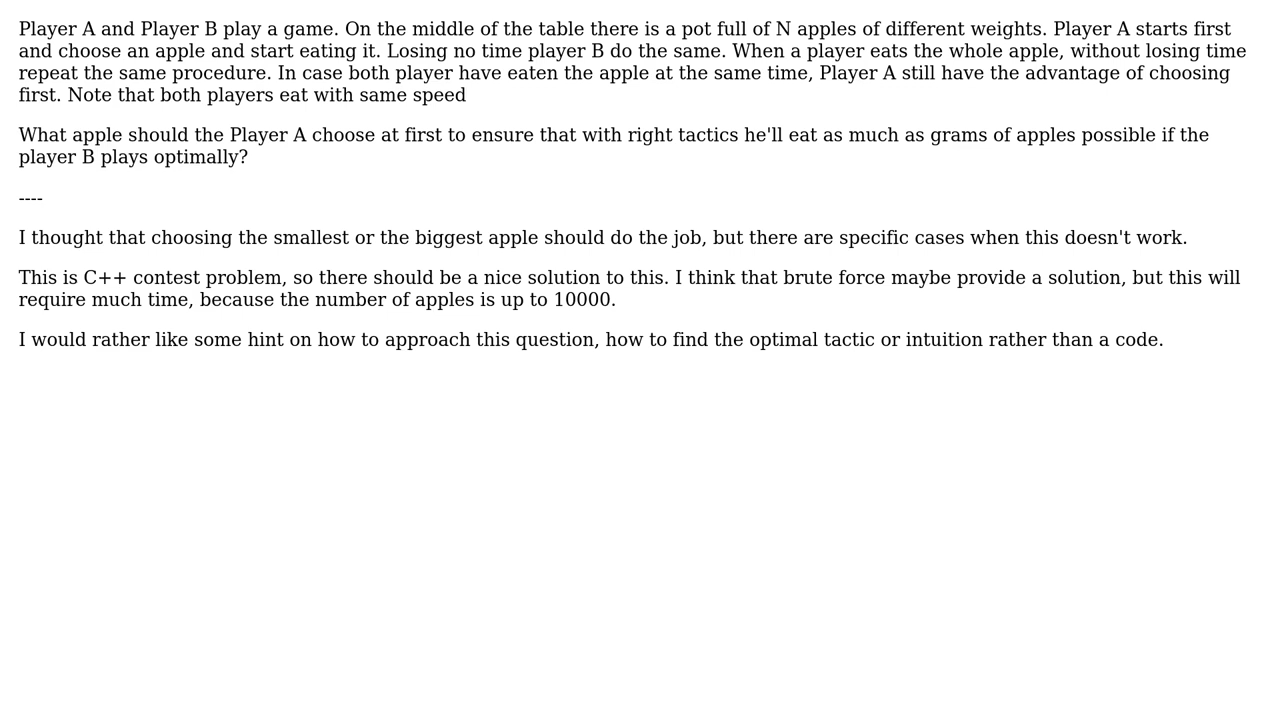 Player A and Player B play a game. On the middle of the table there is a pot full of N apples of different weights. Player A starts first
and choose an apple and start eating it. Losing no time player B do the same. When a player eats the whole apple, without losing time
repeat the same procedure. In case both player have eaten the apple at the same time, Player A still have the advantage of choosing
first. Note that both players eat with same speed
What apple should the Player A choose at first to ensure that with right tactics he'll eat as much as grams of apples possible if the
player B plays optimally?
----
I thought that choosing the smallest or the biggest apple should do the job, but there are specific cases when this doesn't work.
This is C++ contest problem, so there should be a nice solution to this. I think that brute force maybe provide a solution, but this will
require much time, because the number of apples is up to 10000.
I would rather like some hint on how to approach this question, how to find the optimal tactic or intuition rather than a code.